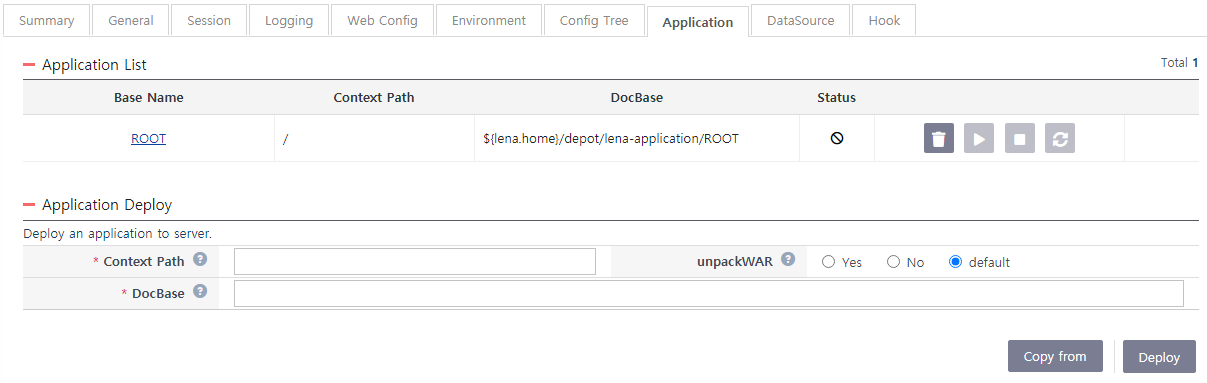 Summary General Session Logging Web Config Environment Config Tree Application DataSource Hook
Application List Total 1
Base Name Context Path DocBase Status
ROOT / ${lena.home}/depot/lena-application/ROOT
Application Deploy
Deploy an application to server.
* Context Path ? unpackWAR ? Yes No default
* DocBase ?
Copy from Deploy